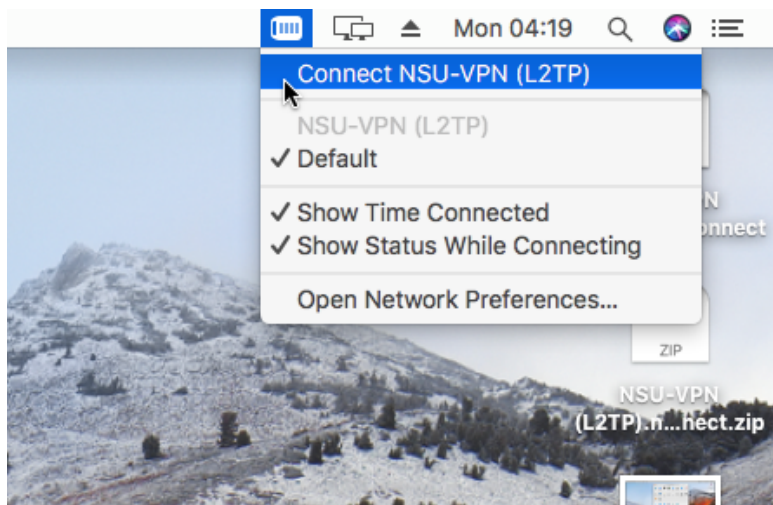 Mon 04:19
Connect NSU-VPN (L2TP)
NSU-VPN (L2TP)
✓ Default
✓ Show Time Connected
✓ Show Status While Connecting
Open Network Preferences...
N
onnect
ZIP
NSU-VPN
(L2TP).n...nect.zip